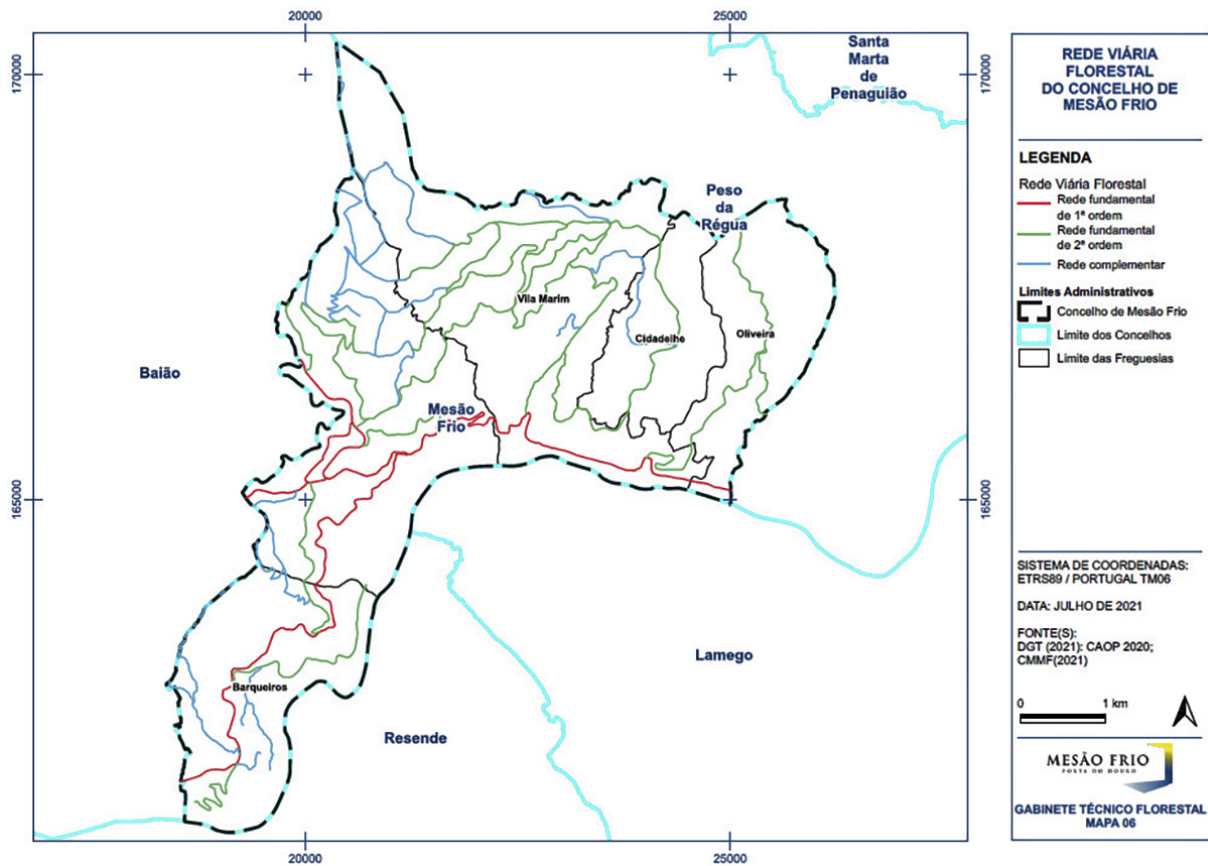 20000
25000
170000
170000
165000
165000
20000
25000
Santa
Marta
de
Penaguião
Peso
da
Régua
Vila Marim
Cidadelhe
Oliveira
Baião
Mesão
Frio
Barqueiros
Lamego
Resende
REDE VIÁRIA
FLORESTAL
DO CONCELHO DE
MESÃO FRIO
LEGENDA
Rede Viária Florestal
Rede fundamental
de 1ª ordem
Rede fundamental
de 2ª ordem
Rede complementar
Limites Administrativos
Concelho de Mesão Frio
Limite dos Concelhos
Limite das Freguesias
SISTEMA DE COORDENADAS:
ETRS89 / PORTUGAL TM06
DATA: JULHO DE 2021
FONTE(S):
DGT (2021): CAOP 2020;
CMMF(2021)
0 1 km
MESÃO FRIO
PORTA DO DOURO
GABINETE TÉCNICO FLORESTAL
MAPA 06